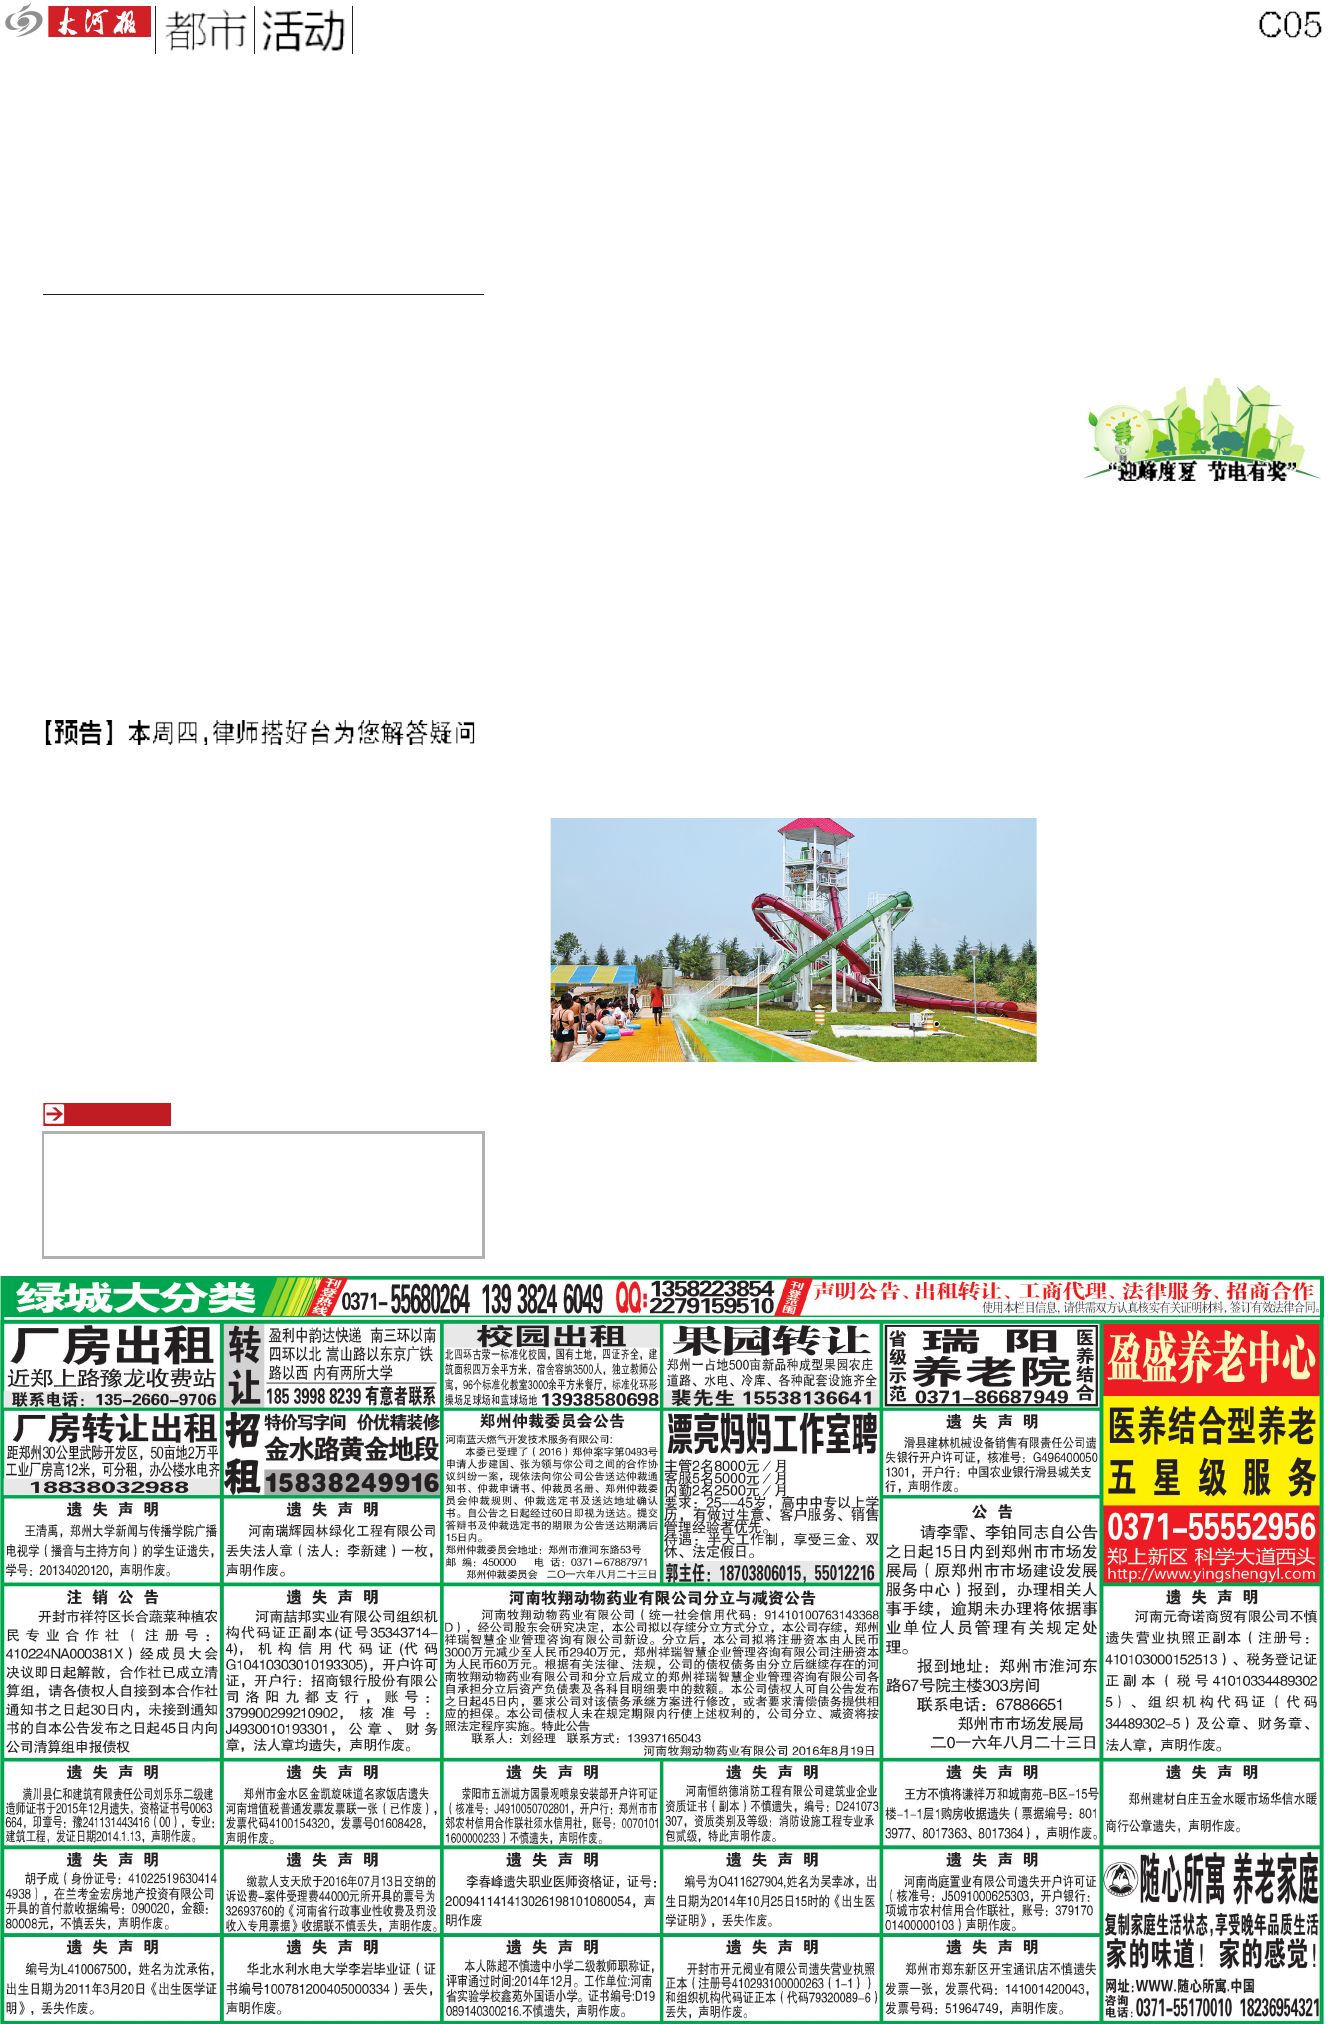 大河报
都市
活动
C05
“迎峰度夏 节电有奖”
【预告】本周四,律师搭好台为您解答疑问
绿城大分类
刊登热线
0371-55680264 139 3824 6049
QQ:
1358223854
2279159510
刊登范围
声明公告、出租转让、工商代理、法律服务、招商合作
使用本栏目信息,请供需双方认真核实有关证明材料,签订有效法律合同。
厂房出租
近郑上路豫龙收费站
联系电话:135-2660-9706
转让
盈利中韵达快递 南三环以南
四环以北 嵩山路以东京广铁
路以西 内有两所大学
185 3998 8239 有意者联系
校园出租
北四环古荥一标准化校园,国有土地,四证齐全,建
筑面积四万余平方米,宿舍容纳3500人,独立教师公
寓,96个标准化教室3000余平方米餐厅,标准化环形
操场足球场和蓝球场地 13938580698
果园转让
郑州一占地500亩新品种成型果园农庄
道路、水电、冷库、各种配套设施齐全
裴先生 15538136641
省级示范
瑞阳
养老院
医养结合
0371-86687949
盈盛养老中心
医养结合型养老
五星级服务
0371-55552956
郑上新区 科学大道西头
http://www.yingshengyl.com
厂房转让出租
距郑州30公里武陟开发区,50亩地2万平
工业厂房高12米,可分租,办公楼水电齐
18838032988
招租
特价写字间 价优精装修
金水路黄金地段
15838249916
郑州仲裁委员会公告
河南蓝天燃气开发技术服务有限公司:
本委已受理了(2016)郑仲案字第0493号
申请人步建国、张为领与你公司之间的合作协
议纠纷一案,现依法向你公司公告送达仲裁通
知书、仲裁申请书、仲裁员名册、郑州仲裁委
员会仲裁规则、仲裁选定书及送达地址确认
书。自公告之日起经过60日即视为送达。提交
答辩书及仲裁选定书的期限为公告送达期满后
15日内。
郑州仲裁委员会地址:郑州市淮河东路53号
邮 编:450000 电 话:0371-67887971
郑州仲裁委员会 二〇一六年八月二十三日
漂亮妈妈工作室聘
主管2名8000元/月
客服5名5000元/月
内勤2名2500元/月
要求:25--45岁,高中中专以上学
历,有做过生意、客户服务、销售
管理经验者优先。
待遇:半天工作制,享受三金、双
休、法定假日。
郭主任:18703806015,55012216
遗失声明
滑县建林机械设备销售有限责任公司遗
失银行开户许可证,核准号:G496400050
1301,开户行:中国农业银行滑县城关支
行,声明作废。
遗失声明
王清禹,郑州大学新闻与传播学院广播
电视学(播音与主持方向)的学生证遗失,
学号:20134020120,声明作废。
遗失声明
河南瑞辉园林绿化工程有限公司
丢失法人章(法人:李新建)一枚,
声明作废。
公告
请李霏、李铂同志自公告
之日起15日内到郑州市市场发
展局(原郑州市市场建设发展
服务中心)报到,办理相关人
事手续,逾期未办理将依据事
业单位人员管理有关规定处
理。
报到地址:郑州市淮河东
路67号院主楼303房间
联系电话:67886651
郑州市市场发展局
二〇一六年八月二十三日
注销公告
开封市祥符区长合蔬菜种植农
民专业合作社(注册号:
410224NA000381X)经成员大会
决议即日起解散,合作社已成立清
算组,请各债权人自接到本合作社
通知书之日起30日内,未接到通知
书的自本公告发布之日起45日内向
公司清算组申报债权
遗失声明
河南喆邦实业有限公司组织机
构代码证正副本(证号35343714-
4),机构信用代码证(代码
G10410303010193305),开户许可
证,开户行:招商银行股份有限公
司洛阳九都支行,账号:
379900299210902,核准号:
J4930010193301,公章、财务
章,法人章均遗失,声明作废。
河南牧翔动物药业有限公司分立与减资公告
河南牧翔动物药业有限公司(统一社会信用代码:91410100763143368
D),经公司股东会研究决定,本公司拟以存续分立方式分立,本公司存续,郑州
祥瑞智慧企业管理咨询有限公司新设。分立后,本公司拟将注册资本由人民币
3000万元减少至人民币2940万元,郑州祥瑞智慧企业管理咨询有限公司注册资本
为人民币60万元。根据有关法律、法规,公司的债权债务由分立后继续存在的河
南牧翔动物药业有限公司和分立后成立的郑州祥瑞智慧企业管理咨询有限公司各
自承担分立后资产负债表及各科目明细表中的数额。本公司债权人可自公告发布
之日起45日内,要求公司对该债务承继方案进行修改,或者要求清偿债务提供相
应的担保。本公司债权人未在规定期限内行使上述权利的,公司分立、减资将按
照法定程序实施。特此公告
联系人:刘经理 联系方式:13937165043
河南牧翔动物药业有限公司 2016年8月19日
遗失声明
河南元奇诺商贸有限公司不慎
遗失营业执照正副本(注册号:
410103000152513)、税务登记证
正副本(税号41010334489302
5)、组织机构代码证(代码
34489302-5)及公章、财务章、
法人章,声明作废。
遗失声明
潢川县仁和建筑有限责任公司刘乐乐二级建
造师证书于2015年12月遗失,资格证书号0063
664,印章号:豫241131443416(00),专业:
建筑工程,发证日期2014.1.13,声明作废。
遗失声明
郑州市金水区金凯旋味道名家饭店遗失
河南增值税普通发票发票联一张(已作废),
发票代码4100154320,发票号01608428,
声明作废。
遗失声明
荥阳市五洲城方圆景观喷泉安装部开户许可证
(核准号:J4910050702801,开户行:郑州市市
郊农村信用合作联社须水信用社,账号:0070101
1600000233)不慎遗失,声明作废。
遗失声明
河南恒纳德消防工程有限公司建筑业企业
资质证书(副本)不慎遗失,编号:D241073
307,资质类别及等级:消防设施工程专业承
包贰级,特此声明作废。
遗失声明
王方不慎将谦祥万和城南苑-B区-15号
楼-1-1层1购房收据遗失(票据编号:801
3977、8017363、8017364),声明作废。
遗失声明
郑州建材白庄五金水暖市场华信水暖
商行公章遗失,声明作废。
遗失声明
胡子成(身份证号:41022519630414
4938),在兰考金宏房地产投资有限公司
开具的首付款收据编号:090020,金额:
80008元,不慎丢失,声明作废。
遗失声明
缴款人支天欣于2016年07月13日交纳的
诉讼费-案件受理费44000元所开具的票号为
32693760的《河南省行政事业性收费及罚没
收入专用票据》收据联不慎丢失,声明作废。
遗失声明
李春峰遗失职业医师资格证,证号:
200941141413026198101080054,声
明作废
遗失声明
编号为O411627904,姓名为吴幸冰,出
生日期为2014年10月25日15时的《出生医
学证明》,丢失作废。
遗失声明
河南尚庭置业有限公司遗失开户许可证
(核准号:J5091000625303,开户银行:
项城市农村信用合作联社,账号:379170
01400000103)声明作废。
随心所寓 养老家庭
复制家庭生活状态,享受晚年品质生活
家的味道!家的感觉!
网址:WWW.随心所寓.中国
咨询电话:0371-55170010 18236954321
遗失声明
编号为L410067500,姓名为沈承佑,
出生日期为2011年3月20日《出生医学证
明》,丢失作废。
遗失声明
华北水利水电大学李岩毕业证(证
书编号100781200405000334)丢失,
声明作废。
遗失声明
本人陈超不慎遗中小学二级教师职称证,
评审通过时间:2014年12月。工作单位:河南
省实验学校鑫苑外国语小学。证书编号:D19
089140300216.不慎遗失,声明作废。
遗失声明
开封市开元阀业有限公司遗失营业执照
正本(注册号410293100000263(1-1))
和组织机构代码证正本(代码79320089-6)
丢失,声明作废。
遗失声明
郑州市郑东新区开宝通讯店不慎遗失
发票一张,发票代码:141001420043,
发票号码:51964749,声明作废。